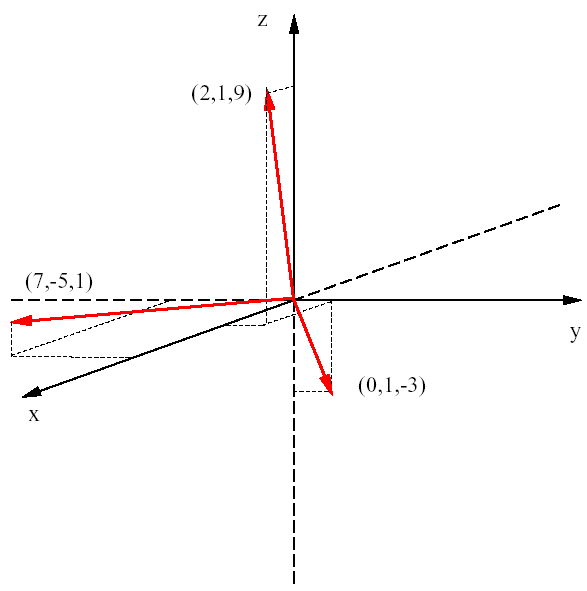 z
(2,1,9)
(7,-5,1)
y
(0,1,-3)
x